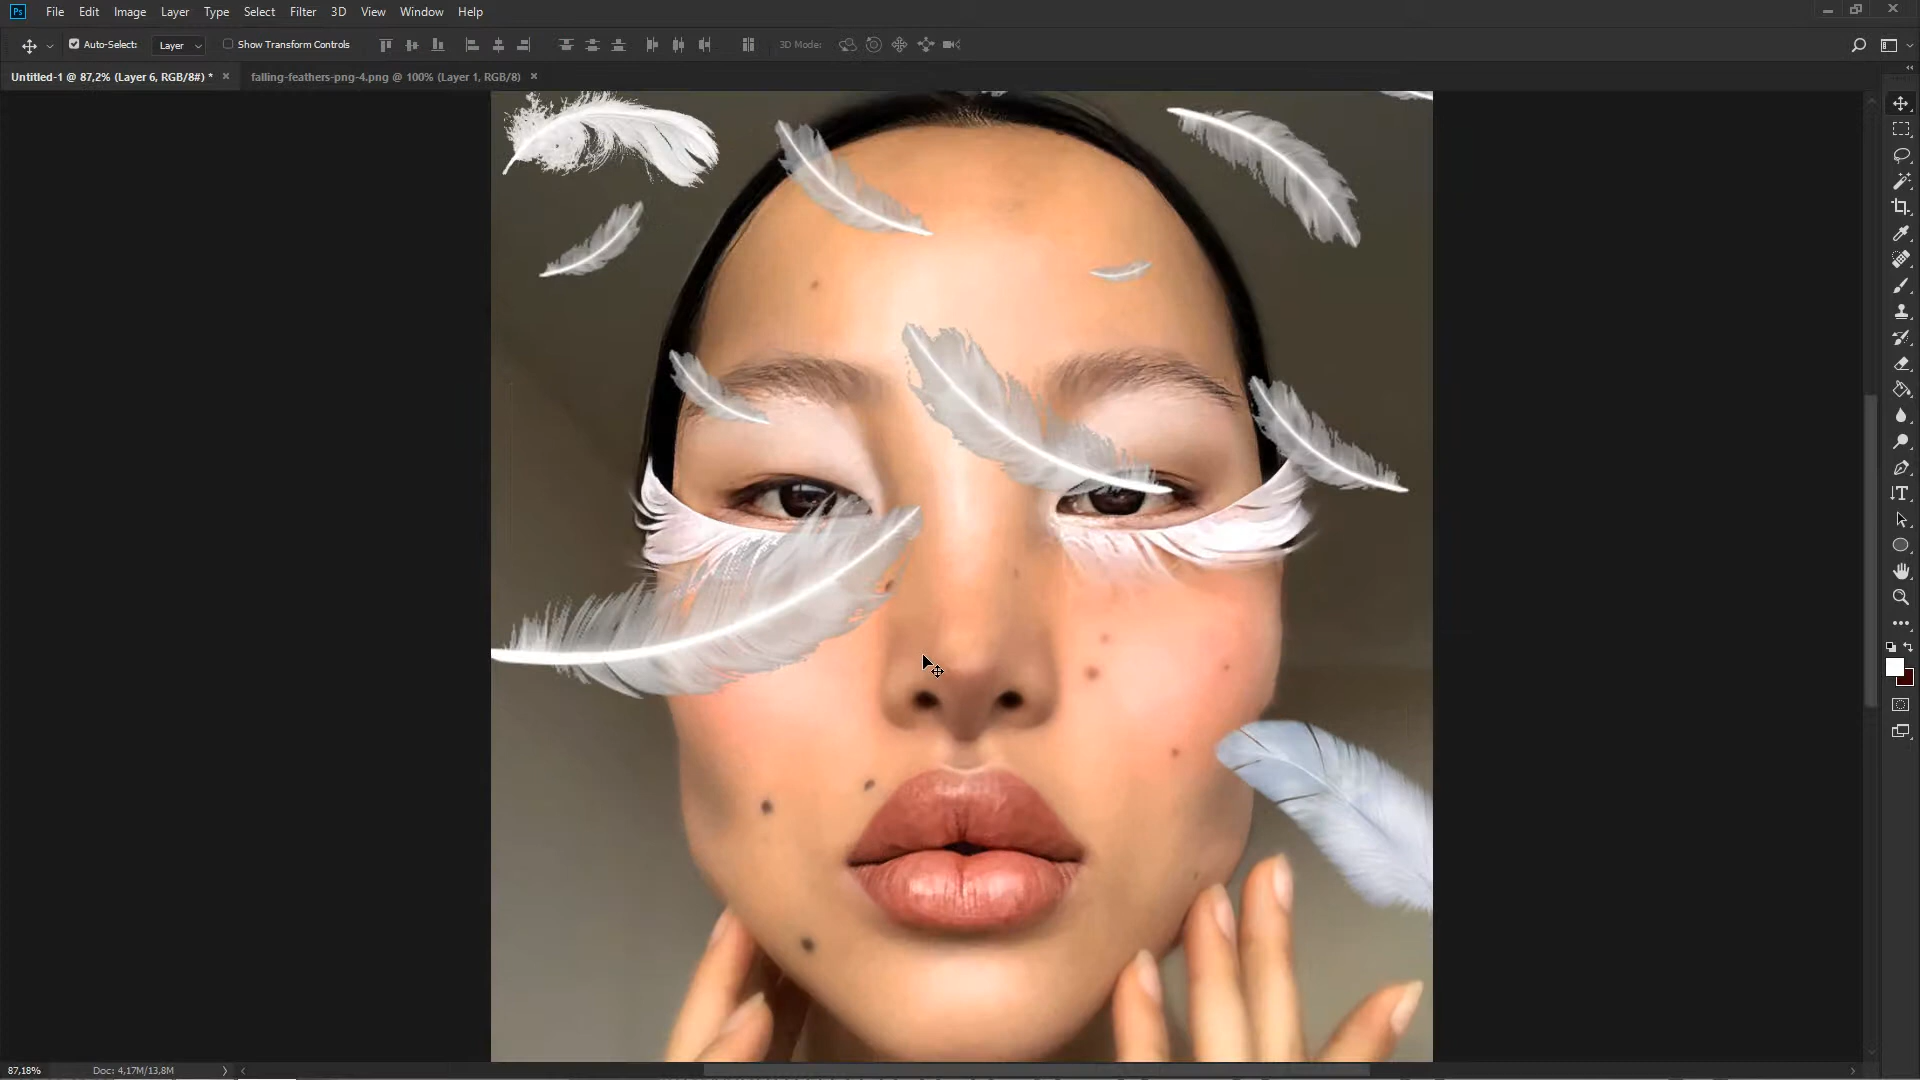 Ps File Edit Image Layer Type Select Filter 3D View Window Help
Auto-Select: Layer Show Transform Controls 3D Mode:
Untitled-1 @ 87,2% (Layer 6, RGB/8#) * × falling-feathers-png-4.png @ 100% (Layer 1, RGB/8) ×
87,18% Doc: 4,17M/13,8M